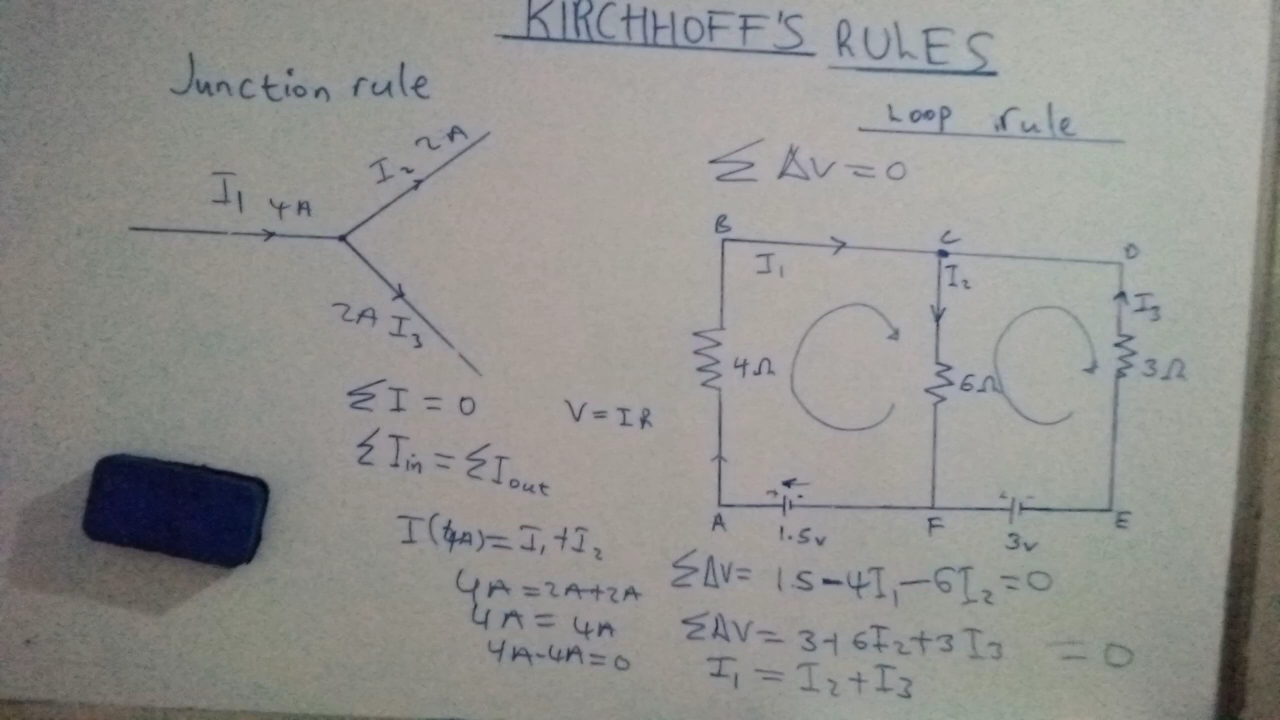 KIRCHHOFF'S RULES
Junction rule
I₁ 4A
I₂ 2A
2A I₃
ΣI = 0
ΣIin = ΣIout
I(4A) = I₁ + I₂
4A = 2A + 2A
4A = 4A
4A - 4A = 0
V = IR
Loop rule
ΣΔV = 0
B
C
D
I₁
I₂
I₃
4Ω
6Ω
3Ω
+ -
+ -
A
F
E
1.5v
3v
ΣΔV = 1.5 - 4I₁ - 6I₂ = 0
ΣΔV = 3 + 6I₂ + 3I₃ = 0
I₁ = I₂ + I₃